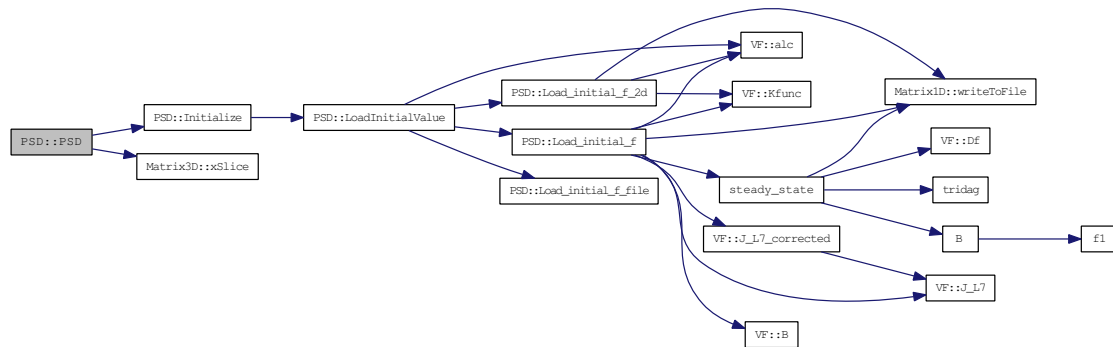 PSD::PSD
PSD::Initialize
Matrix3D::xSlice
PSD::LoadInitialValue
PSD::Load_initial_f_2d
PSD::Load_initial_f
PSD::Load_initial_f_file
VF::alc
VF::Kfunc
steady_state
VF::J_L7_corrected
VF::B
Matrix1D::writeToFile
VF::Df
tridag
B
VF::J_L7
f1